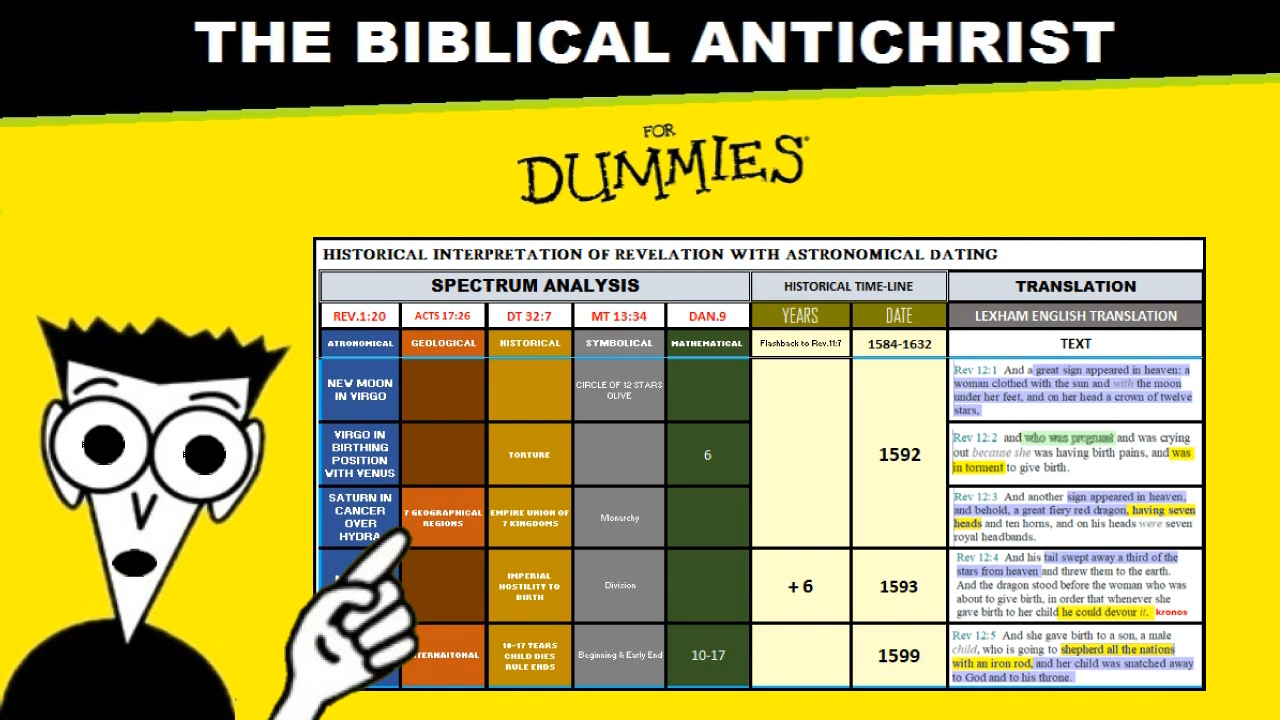 THE BIBLICAL ANTICHRIST
FOR
DUMMIES
HISTORICAL INTERPRETATION OF REVELATION WITH ASTRONOMICAL DATING
SPECTRUM ANALYSIS
HISTORICAL TIME-LINE
TRANSLATION
REV.1:20
ACTS 17:26
DT 32:7
MT 13:34
DAN.9
YEARS
DATE
LEXHAM ENGLISH TRANSLATION
ATRONOMICAL
GEOLOGICAL
HISTORICAL
SYMBOLICAL
MATHEMATICAL
Flashback to Rev.11:7
1584-1632
TEXT
NEW MOON
IN VIRGO
CIRCLE OF 12 STARS
OLIVE
Rev 12:1 And a great sign appeared in heaven: a
woman clothed with the sun and with the moon
under her feet, and on her head a crown of twelve
stars,
VIRGO IN
BIRTHING
POSITION
WITH VENUS
TORTURE
6
1592
Rev 12:2 and who was pregnant and was crying
out because she was having birth pains, and was
in torment to give birth.
SATURN IN
CANCER
OVER
HYDRA
7 GEOGRAPHICAL
REGIONS
EMPIRE UNION OF
7 KINGDOMS
Monarchy
Rev 12:3 And another sign appeared in heaven,
and behold, a great fiery red dragon, having seven
heads and ten horns, and on his heads were seven
royal headbands.
IMPERIAL
HOSTILITY TO
BIRTH
Division
+ 6
1593
Rev 12:4 And his tail swept away a third of the
stars from heaven and threw them to the earth.
And the dragon stood before the woman who was
about to give birth, in order that whenever she
gave birth to her child he could devour it. kronos
TERNAITONAL
10-17 YEARS
CHILD DIES
RULE ENDS
Beginning & Early End
10-17
1599
Rev 12:5 And she gave birth to a son, a male
child, who is going to shepherd all the nations
with an iron rod, and her child was snatched away
to God and to his throne.